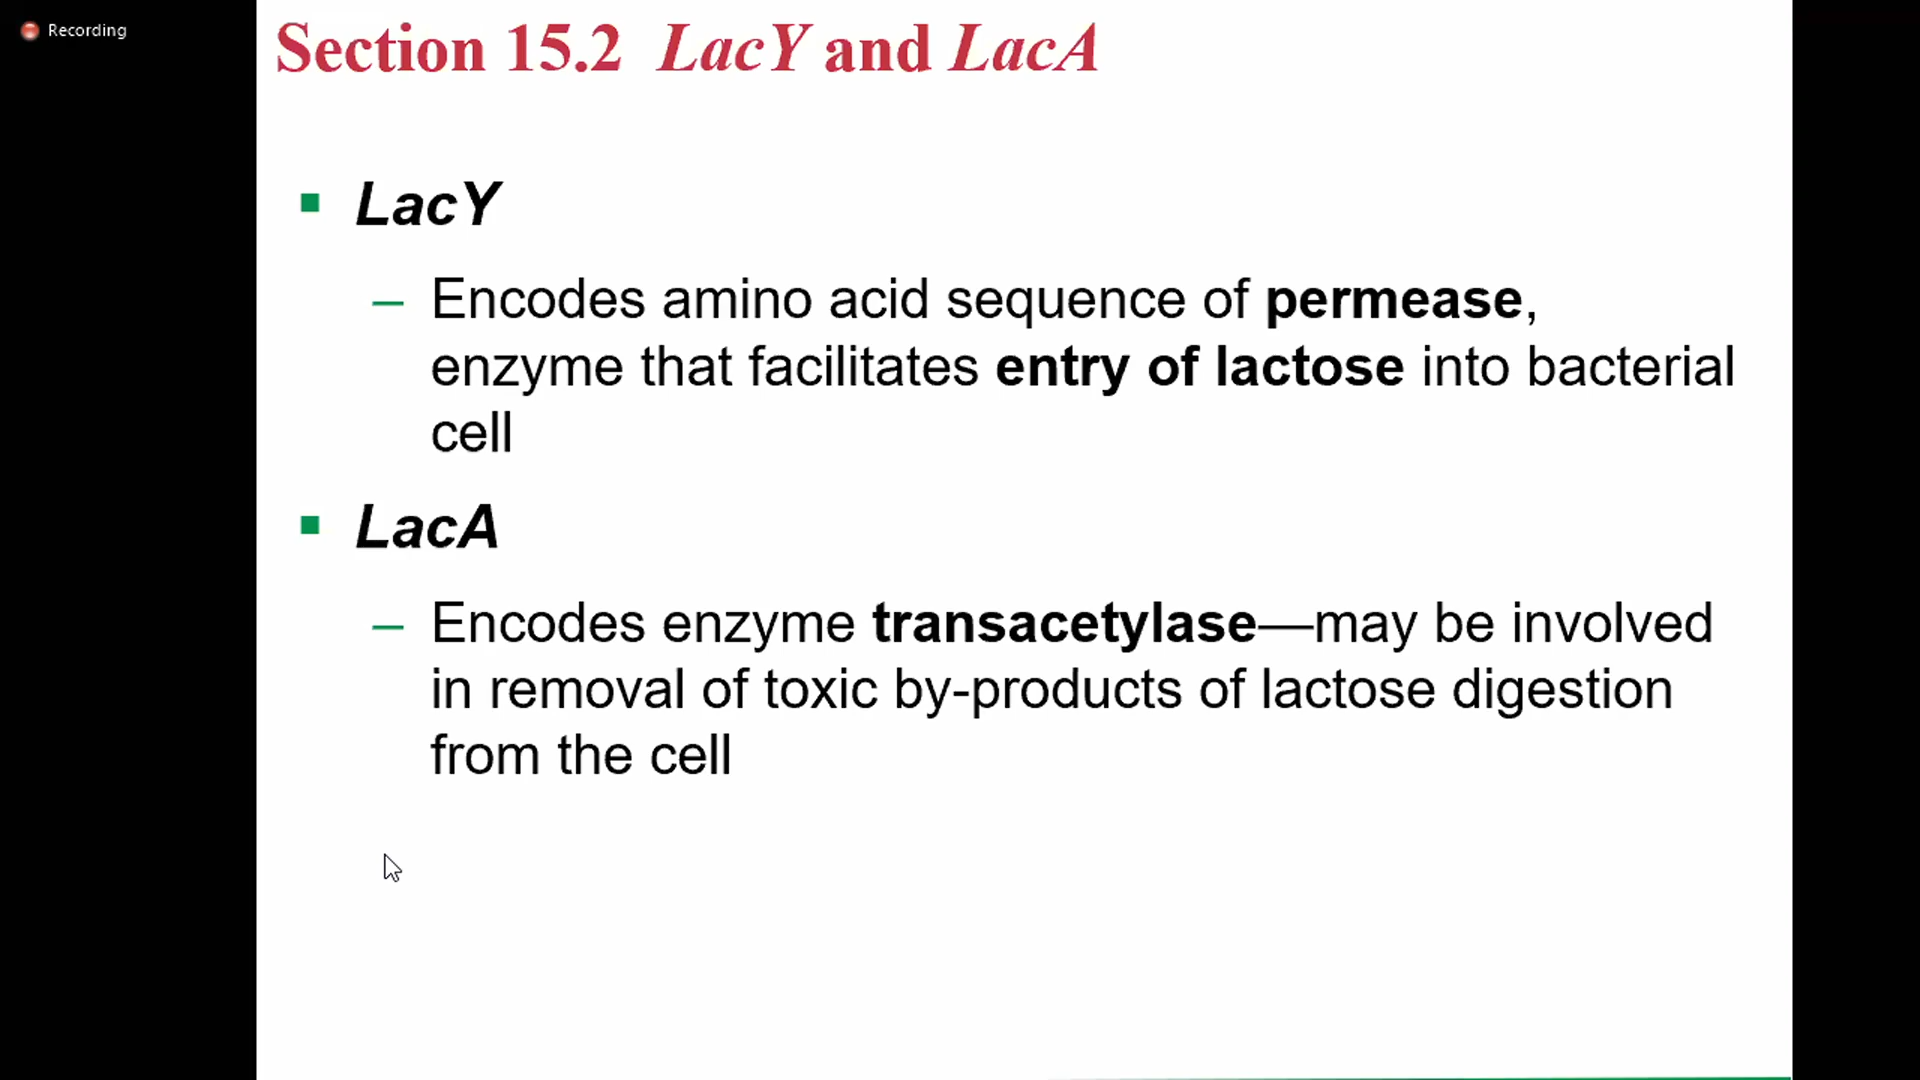 Recording
Section 15.2 LacY and LacA
▪ LacY
– Encodes amino acid sequence of permease,
enzyme that facilitates entry of lactose into bacterial
cell
▪ LacA
– Encodes enzyme transacetylase—may be involved
in removal of toxic by-products of lactose digestion
from the cell